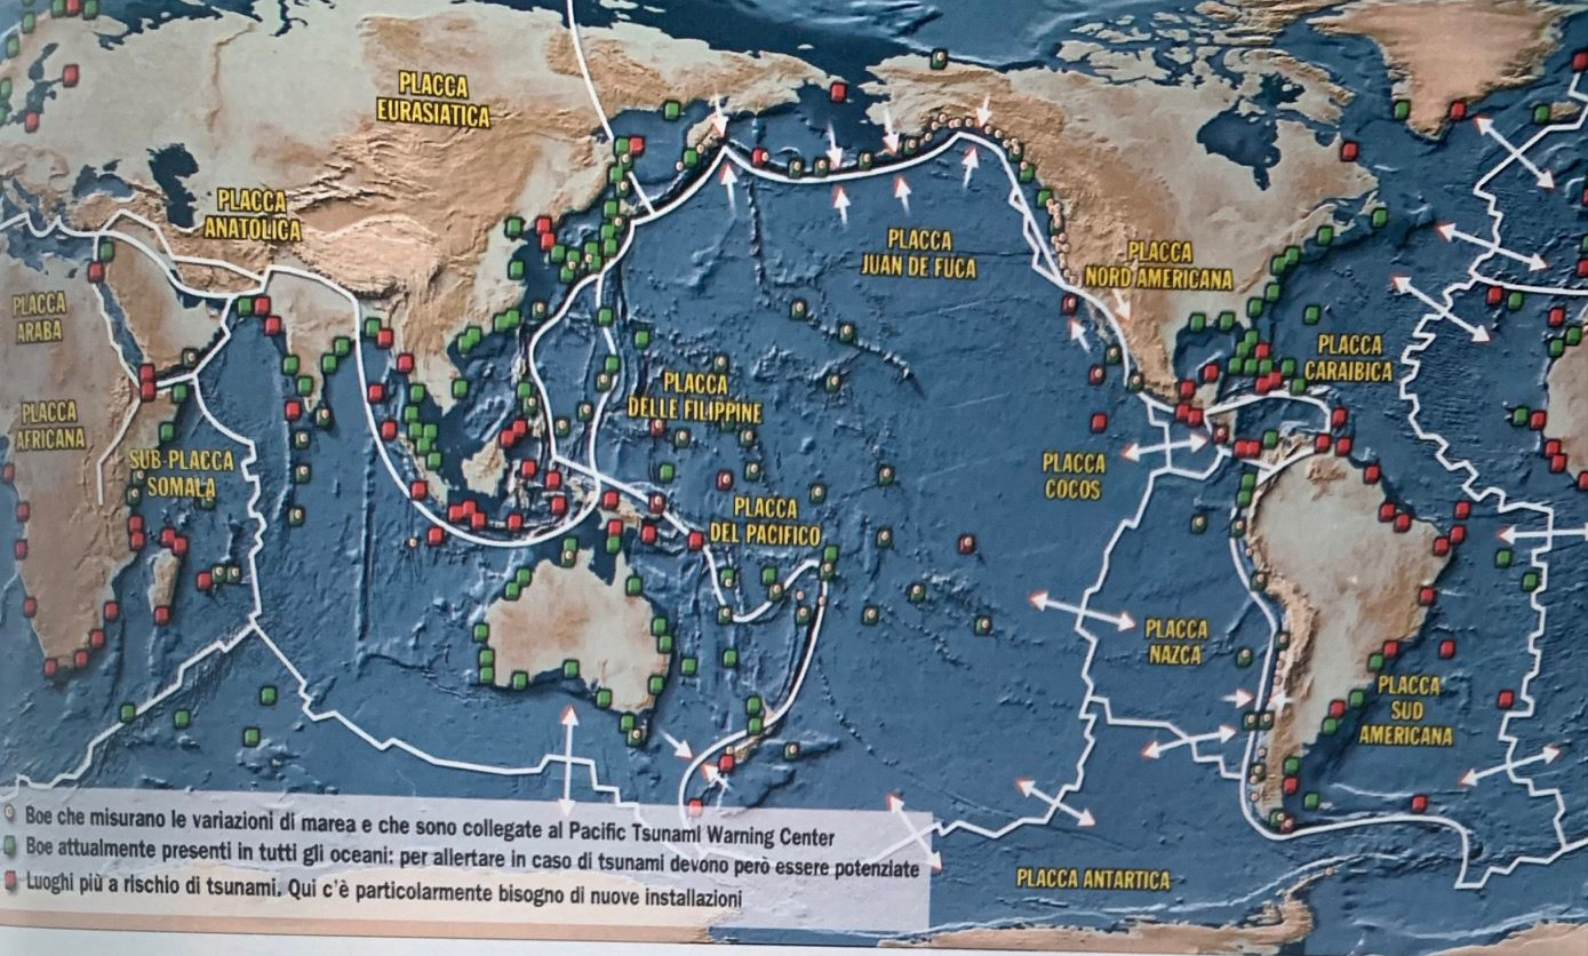 PLACCA
EURASIATICA
PLACCA
ANATOLICA
PLACCA
JUAN DE FUCA
PLACCA
NORD AMERICANA
PLACCA
ARABA
PLACCA
CARAIBICA
PLACCA
DELLE FILIPPINE
PLACCA
AFRICANA
SUB-PLACCA
SOMALA
PLACCA
COCOS
PLACCA
DEL PACIFICO
PLACCA
NAZCA
PLACCA
SUD
AMERICANA
Boe che misurano le variazioni di marea e che sono collegate al Pacific Tsunami Warning Center
Boe attualmente presenti in tutti gli oceani: per allertare in caso di tsunami devono però essere potenziate
Luoghi più a rischio di tsunami. Qui c'è particolarmente bisogno di nuove installazioni
PLACCA ANTARTICA